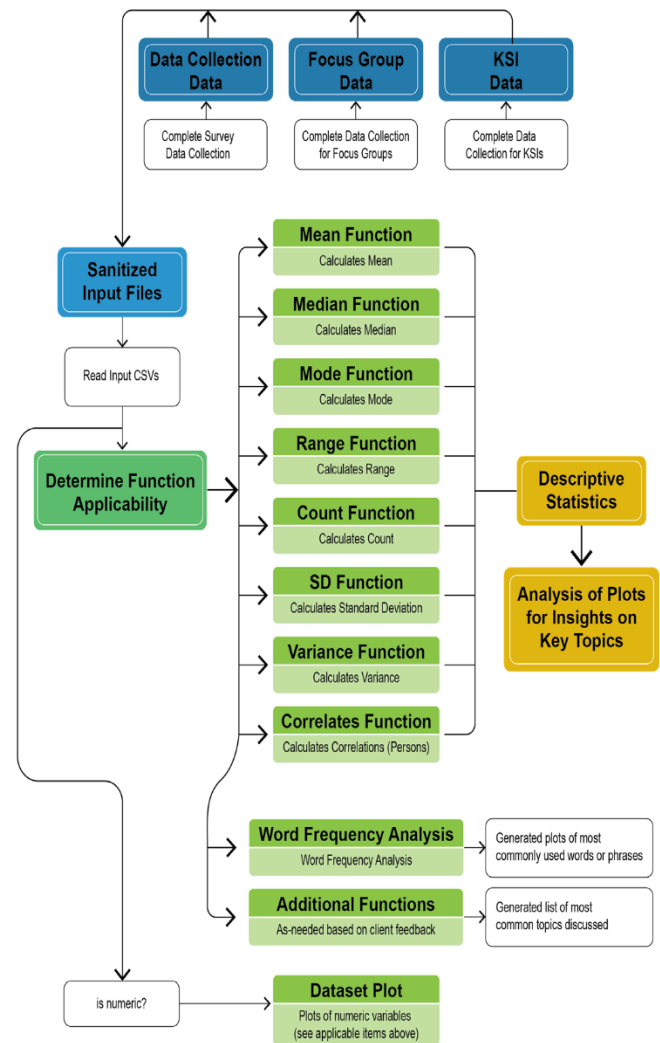 Data Collection
Data
Focus Group
Data
KSI
Data
Complete Survey
Data Collection
Complete Data Collection
for Focus Groups
Complete Data
Collection for KSIs
Sanitized
Input Files
Read Input CSVs
Determine Function
Applicability
Mean Function
Calculates Mean
Median Function
Calculates Median
Mode Function
Calculates Mode
Range Function
Calculates Range
Count Function
Calculates Count
SD Function
Calculates Standard Deviation
Variance Function
Calculates Variance
Correlates Function
Calculates Correlations (Persons)
Descriptive
Statistics
Analysis of Plots
for Insights on
Key Topics
Word Frequency Analysis
Word Frequency Analysis
Generated plots of most
commonly used words or phrases
Additional Functions
As-needed based on client feedback
Generated list of most
common topics discussed
is numeric?
Dataset Plot
Plots of numeric variables
(see applicable items above)